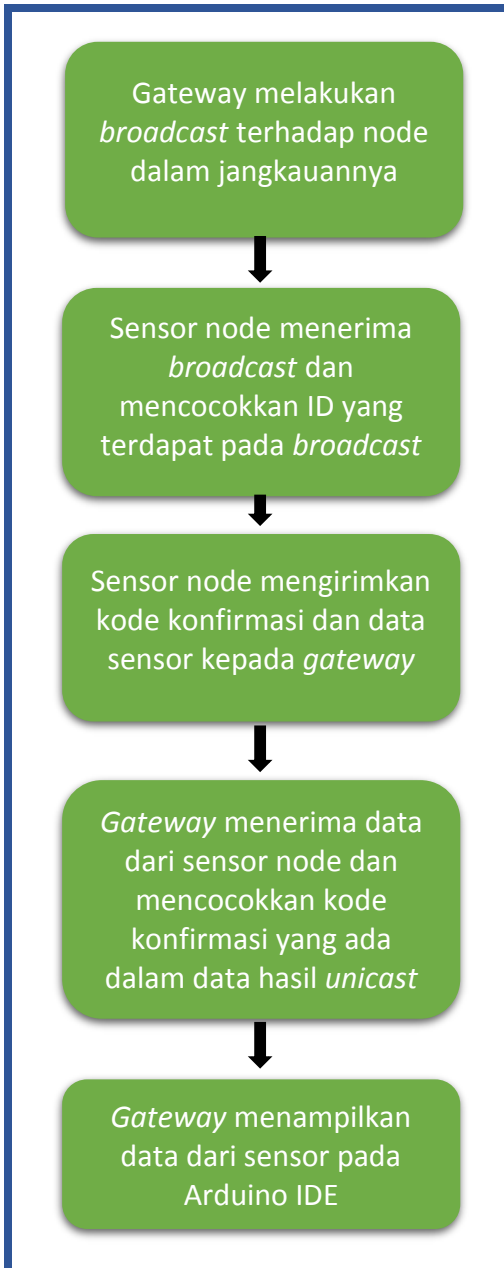 Gateway melakukan
broadcast terhadap node
dalam jangkauannya
Sensor node menerima
broadcast dan
mencocokkan ID yang
terdapat pada broadcast
Sensor node mengirimkan
kode konfirmasi dan data
sensor kepada gateway
Gateway menerima data
dari sensor node dan
mencocokkan kode
konfirmasi yang ada
dalam data hasil unicast
Gateway menampilkan
data dari sensor pada
Arduino IDE